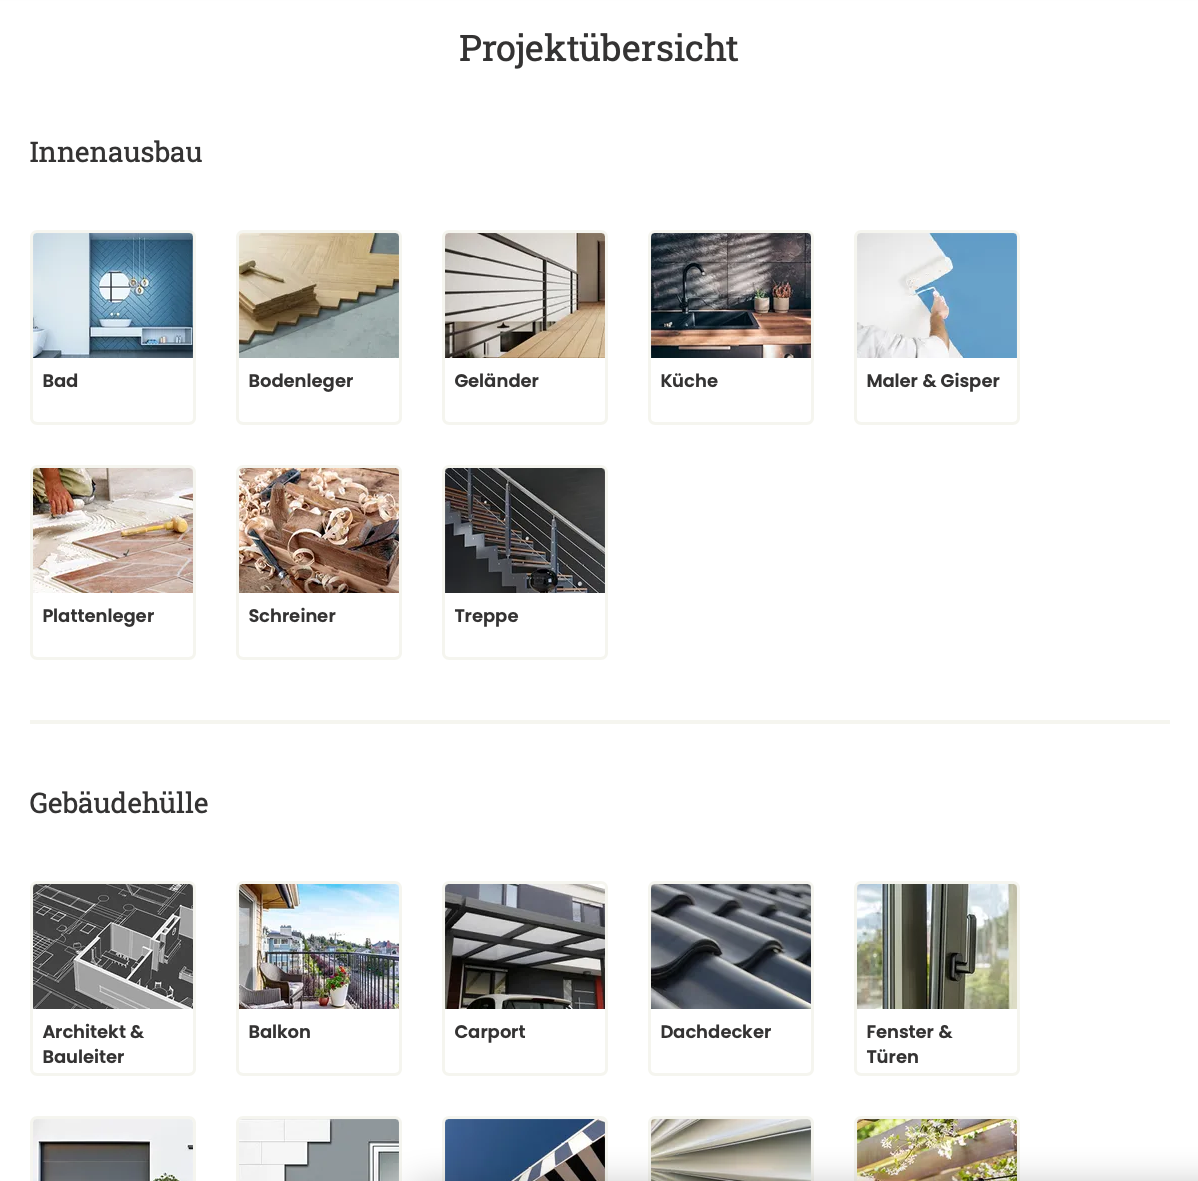 Projektübersicht
Innenausbau
Bad
Bodenleger
Geländer
Küche
Maler & Gisper
Plattenleger
Schreiner
Treppe
Gebäudehülle
Architekt &
Bauleiter
Balkon
Carport
Dachdecker
Fenster &
Türen